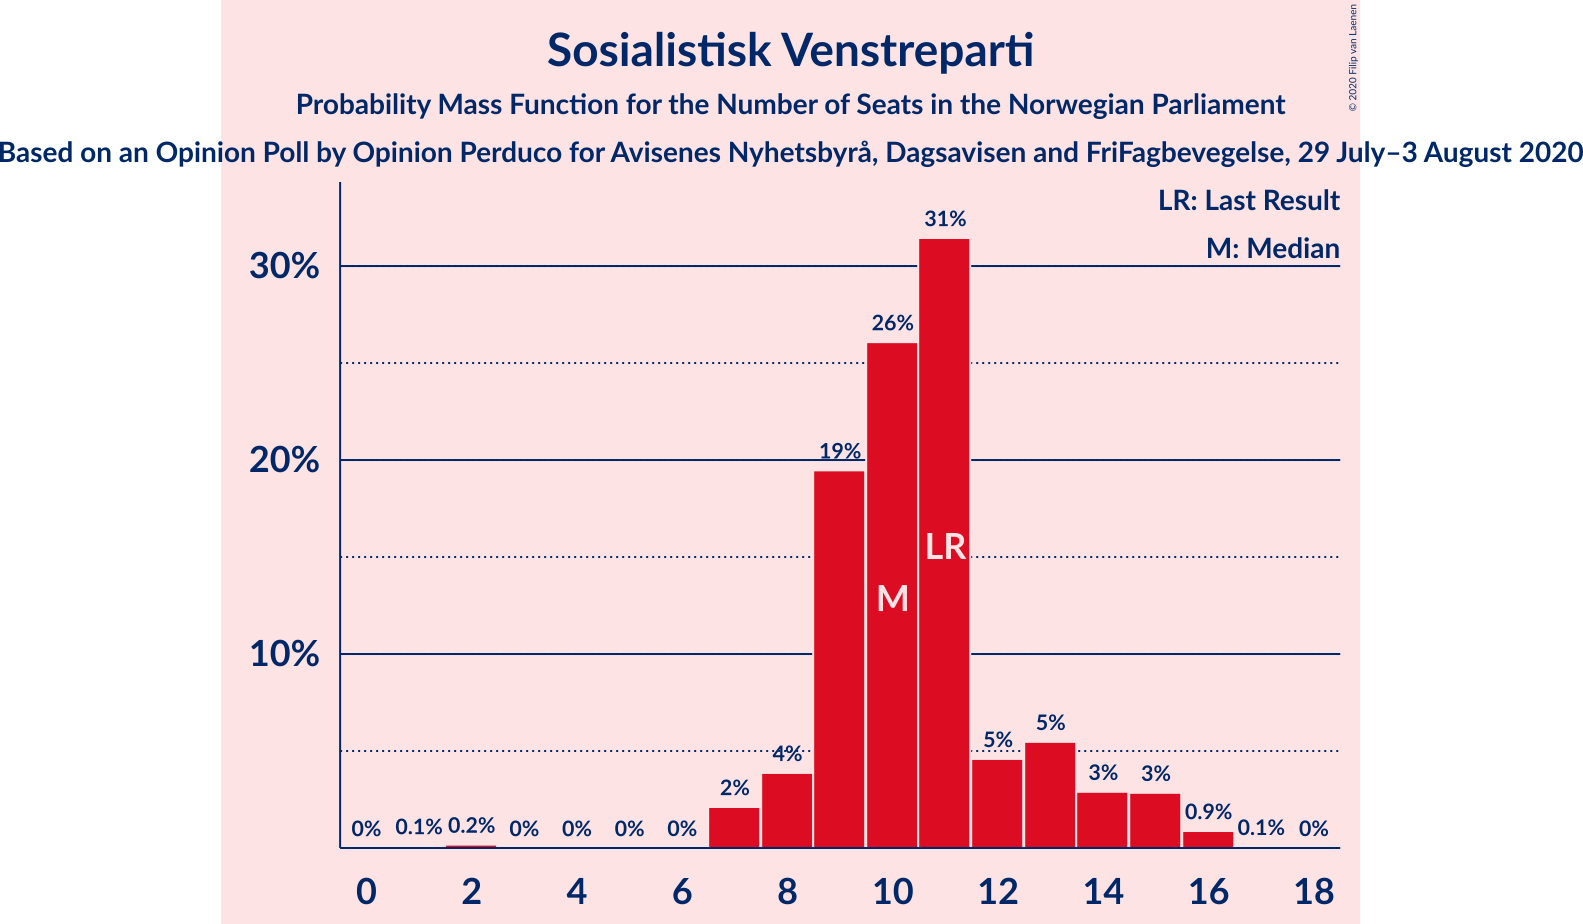 Sosialistisk Venstreparti
Probability Mass Function for the Number of Seats in the Norwegian Parliament
Based on an Opinion Poll by Opinion Perduco for Avisenes Nyhetsbyrå, Dagsavisen and FriFagbevegelse, 29 July–3 August 2020
© 2020 Filip van Laenen
LR: Last Result
M: Median
30%
20%
10%
0%
0.1%
0.2%
0%
0%
0%
0%
2%
4%
19%
26%
31%
5%
5%
3%
3%
0.9%
0.1%
0%
M
LR
0 2 4 6 8 10 12 14 16 18